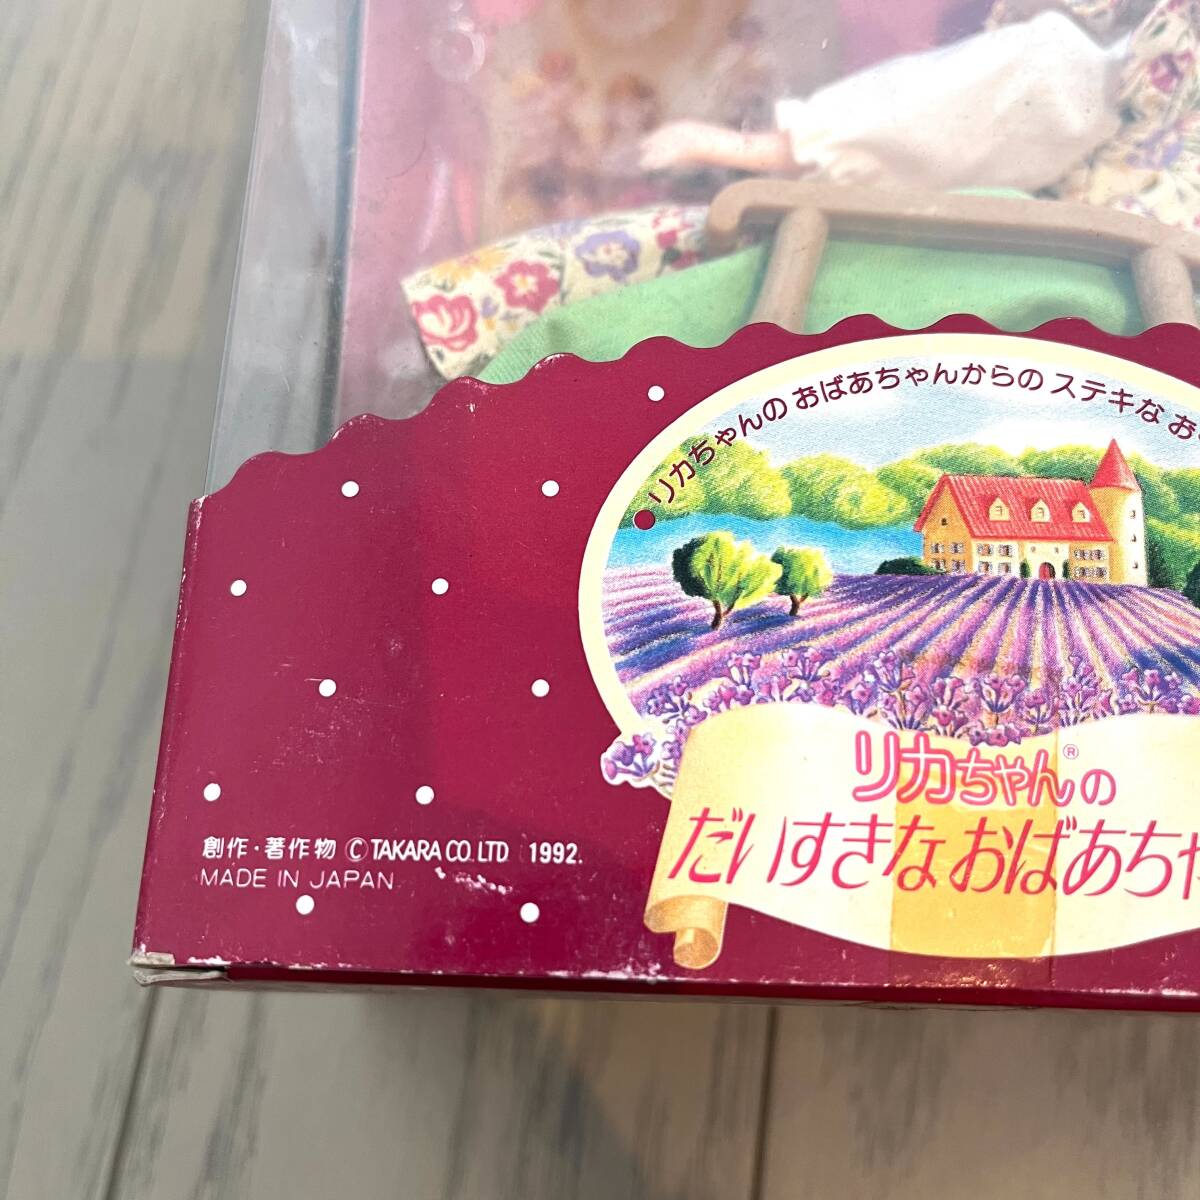 リカちゃんの おばあちゃんからの ステキな お
リカちゃん®の
だいすきな おばあちゃ
創作・著作物 © TAKARA CO. LTD 1992.
MADE IN JAPAN